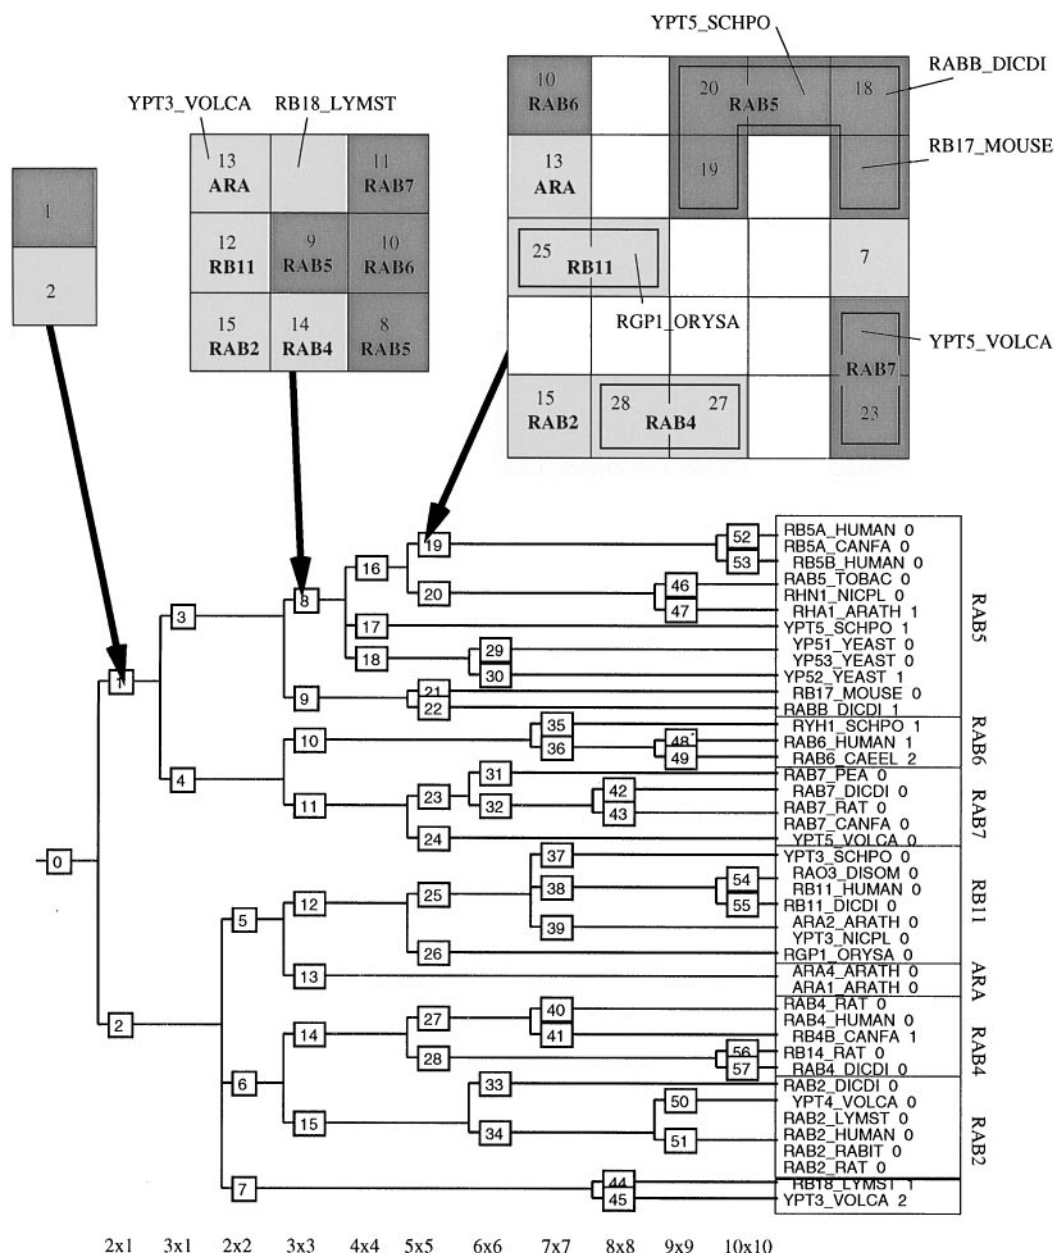 YPT5_SCHPO
RABB_DICDI
YPT3_VOLCA RB18_LYMST
10 20 18
RAB6 RAB5
RB17_MOUSE
13 11
ARA RAB7
13 19
ARA
1
12 9 10
RB11 RAB5 RAB6
25 7
RB11
2
15 14 8
RAB2 RAB4 RAB5
RGP1_ORYSA
YPT5_VOLCA
RAB7
15 28 27 23
RAB2 RAB4
RB5A_HUMAN 0
52
19
RB5A_CANFA 0
53
RB5B_HUMAN 0
16
46
RAB5_TOBAC 0
20
RHN1_NICPL 0
8
47
RHA1_ARATH 1
3
17
YPT5_SCHPO 1
29
YP51_YEAST 0
18
YP53_YEAST 0
30
YP52_YEAST 1
1
21
RB17_MOUSE 0
9
22
RABB_DICDI 1
RAB5
35
RYH1_SCHPO 1
10
36
48
RAB6_HUMAN 1
49
RAB6_CAEEL 2
RAB6
4
31
RAB7_PEA 0
42
RAB7_DICDI 0
23
32
11
RAB7_RAT 0
43
RAB7_CANFA 0
24
YPT5_VOLCA 0
RAB7
0
37
YPT3_SCHPO 0
54
RAO3_DISOM 0
25
38
RB11_HUMAN 0
12
55
RB11_DICDI 0
5
39
ARA2_ARATH 0
YPT3_NICPL 0
26
RGP1_ORYSA 0
RB11
13
ARA4_ARATH 0
ARA1_ARATH 0
ARA
2
40
RAB4_RAT 0
27
RAB4_HUMAN 0
14
41
RB4B_CANFA 1
28
56
RB14_RAT 0
57
RAB4_DICDI 0
RAB4
6
33
RAB2_DICDI 0
50
YPT4_VOLCA 0
15
RAB2_LYMST 0
34
51
RAB2_HUMAN 0
RAB2_RABIT 0
RAB2_RAT 0
RAB2
7
44
RB18_LYMST 1
45
YPT3_VOLCA 2
2x1 3x1 2x2 3x3 4x4 5x5 6x6 7x7 8x8 9x9 10x10